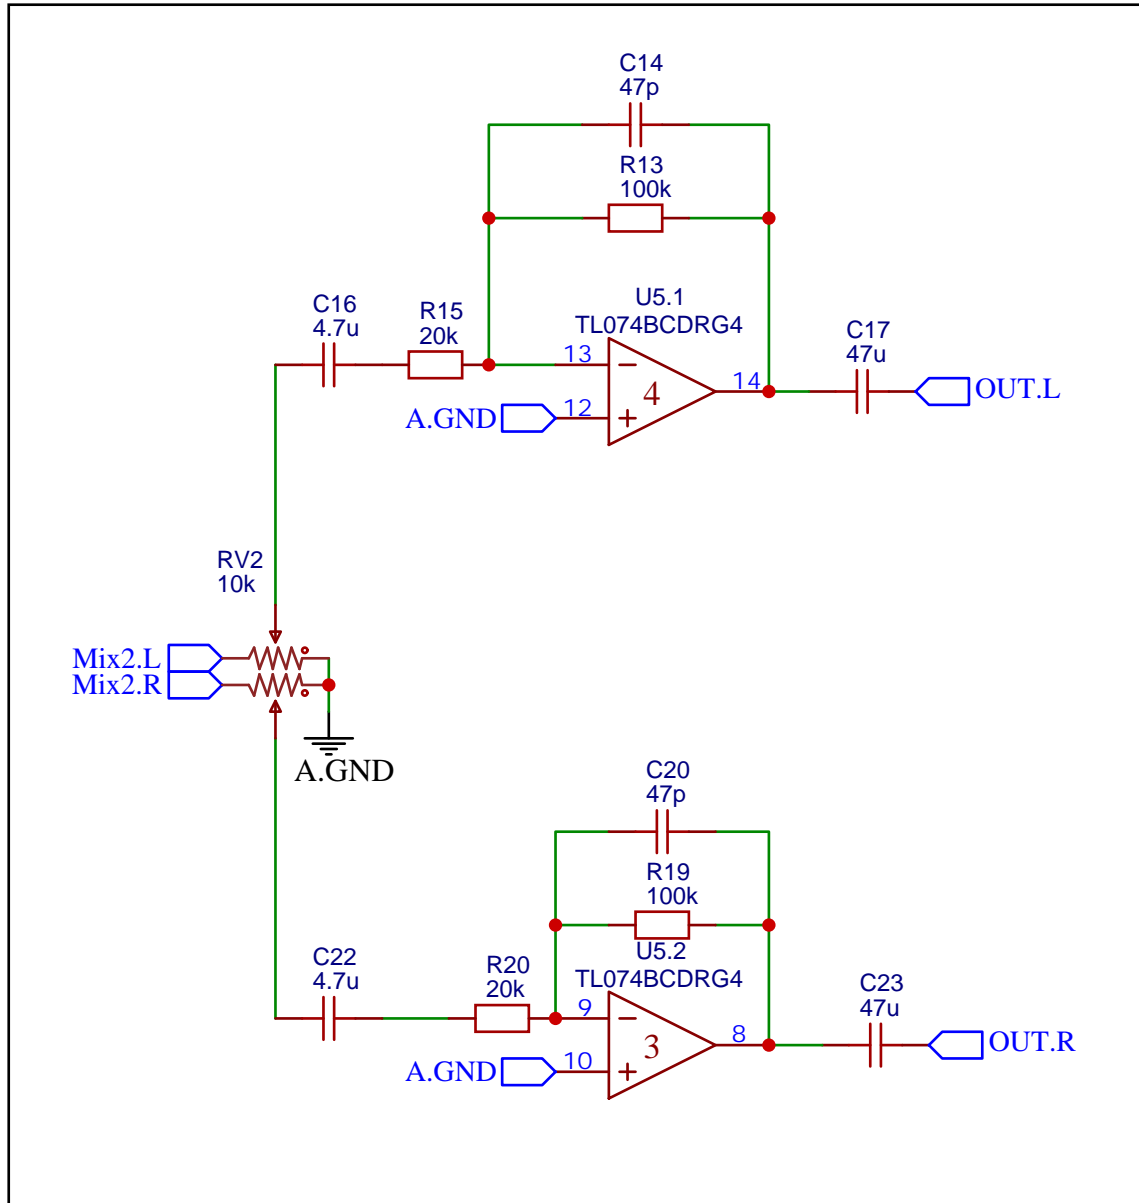 C14
47p
R13
100k
U5.1
TL074BCDRG4
C16
4.7u
R15
20k
C17
47u
13
4
14
OUT.L
A.GND
12
RV2
10k
Mix2.L
Mix2.R
A.GND
C20
47p
R19
100k
U5.2
TL074BCDRG4
C22
4.7u
R20
20k
C23
47u
9
3
8
OUT.R
A.GND
10